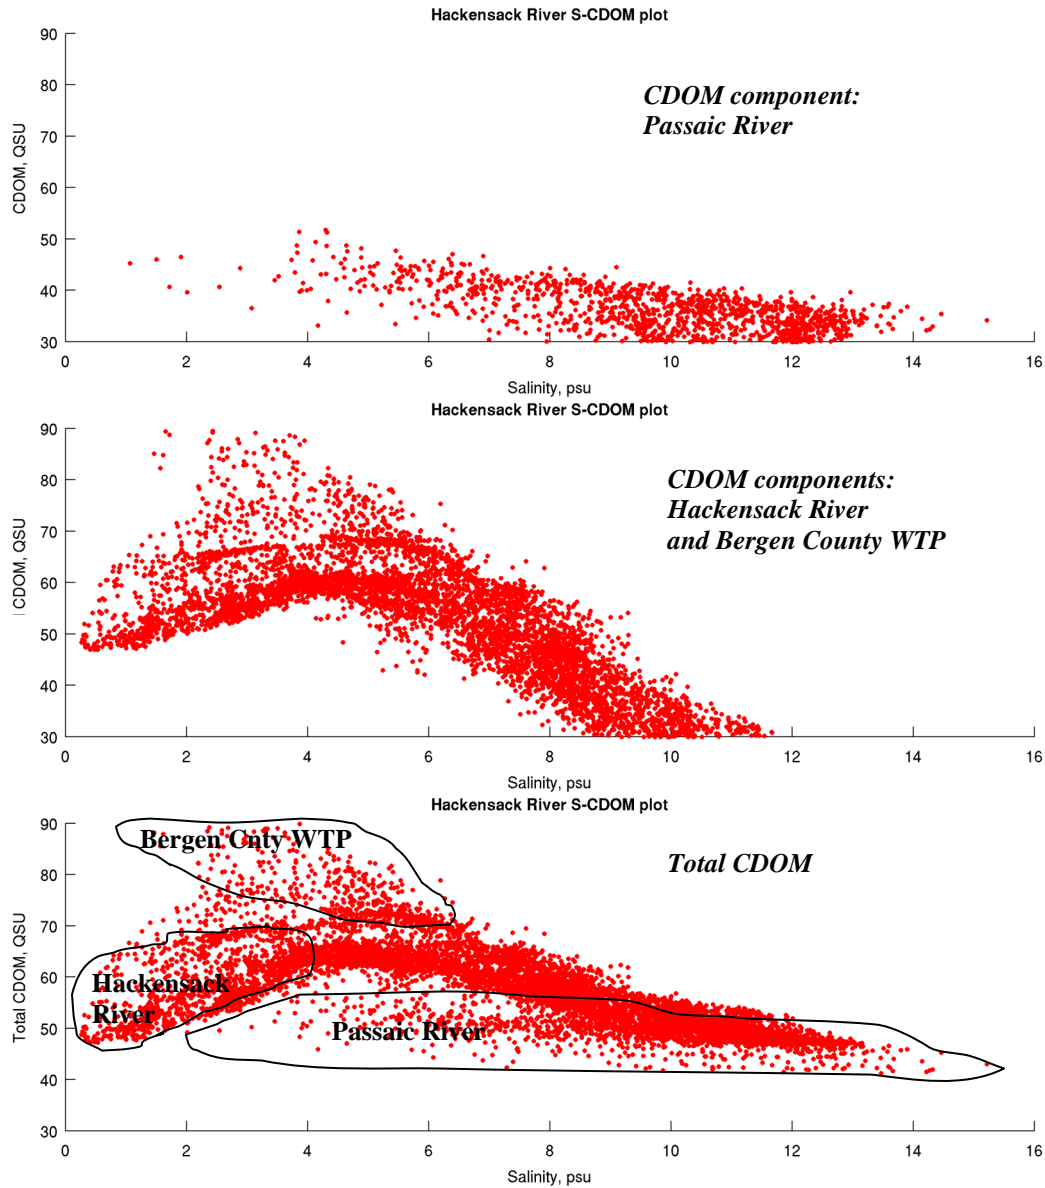 Hackensack River S-CDOM plot
90
80
70
60
50
40
30
CDOM, QSU
CDOM component:
Passaic River
0 2 4 6 8 10 12 14 16
Salinity, psu
Hackensack River S-CDOM plot
90
80
70
60
50
40
30
CDOM, QSU
CDOM components:
Hackensack River
and Bergen County WTP
0 2 4 6 8 10 12 14 16
Salinity, psu
Hackensack River S-CDOM plot
90
80
70
60
50
40
30
Total CDOM, QSU
Bergen Cnty WTP
Total CDOM
Hackensack
River
Passaic River
0 2 4 6 8 10 12 14 16
Salinity, psu